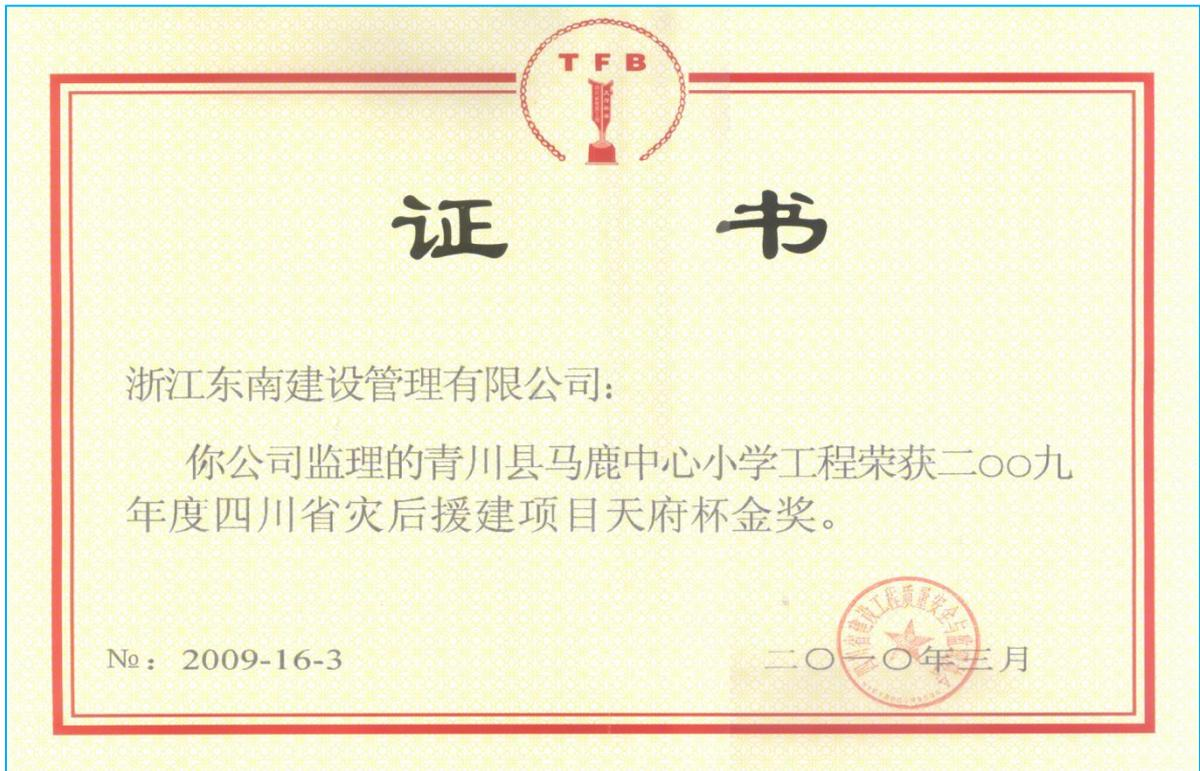 TFB
证 书
浙江东南建设管理有限公司：
你公司监理的青川县马鹿中心小学工程荣获二○○九
年度四川省灾后援建项目天府杯金奖。
№：2009-16-3
二○一○年三月